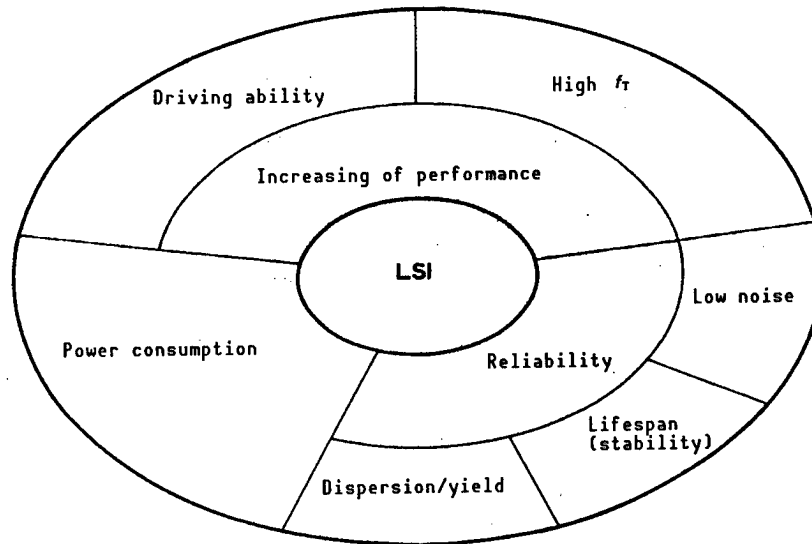 Driving ability
High fT
Increasing of performance
LSI
Low noise
Power consumption
Reliability
Lifespan
(stability)
Dispersion/yield